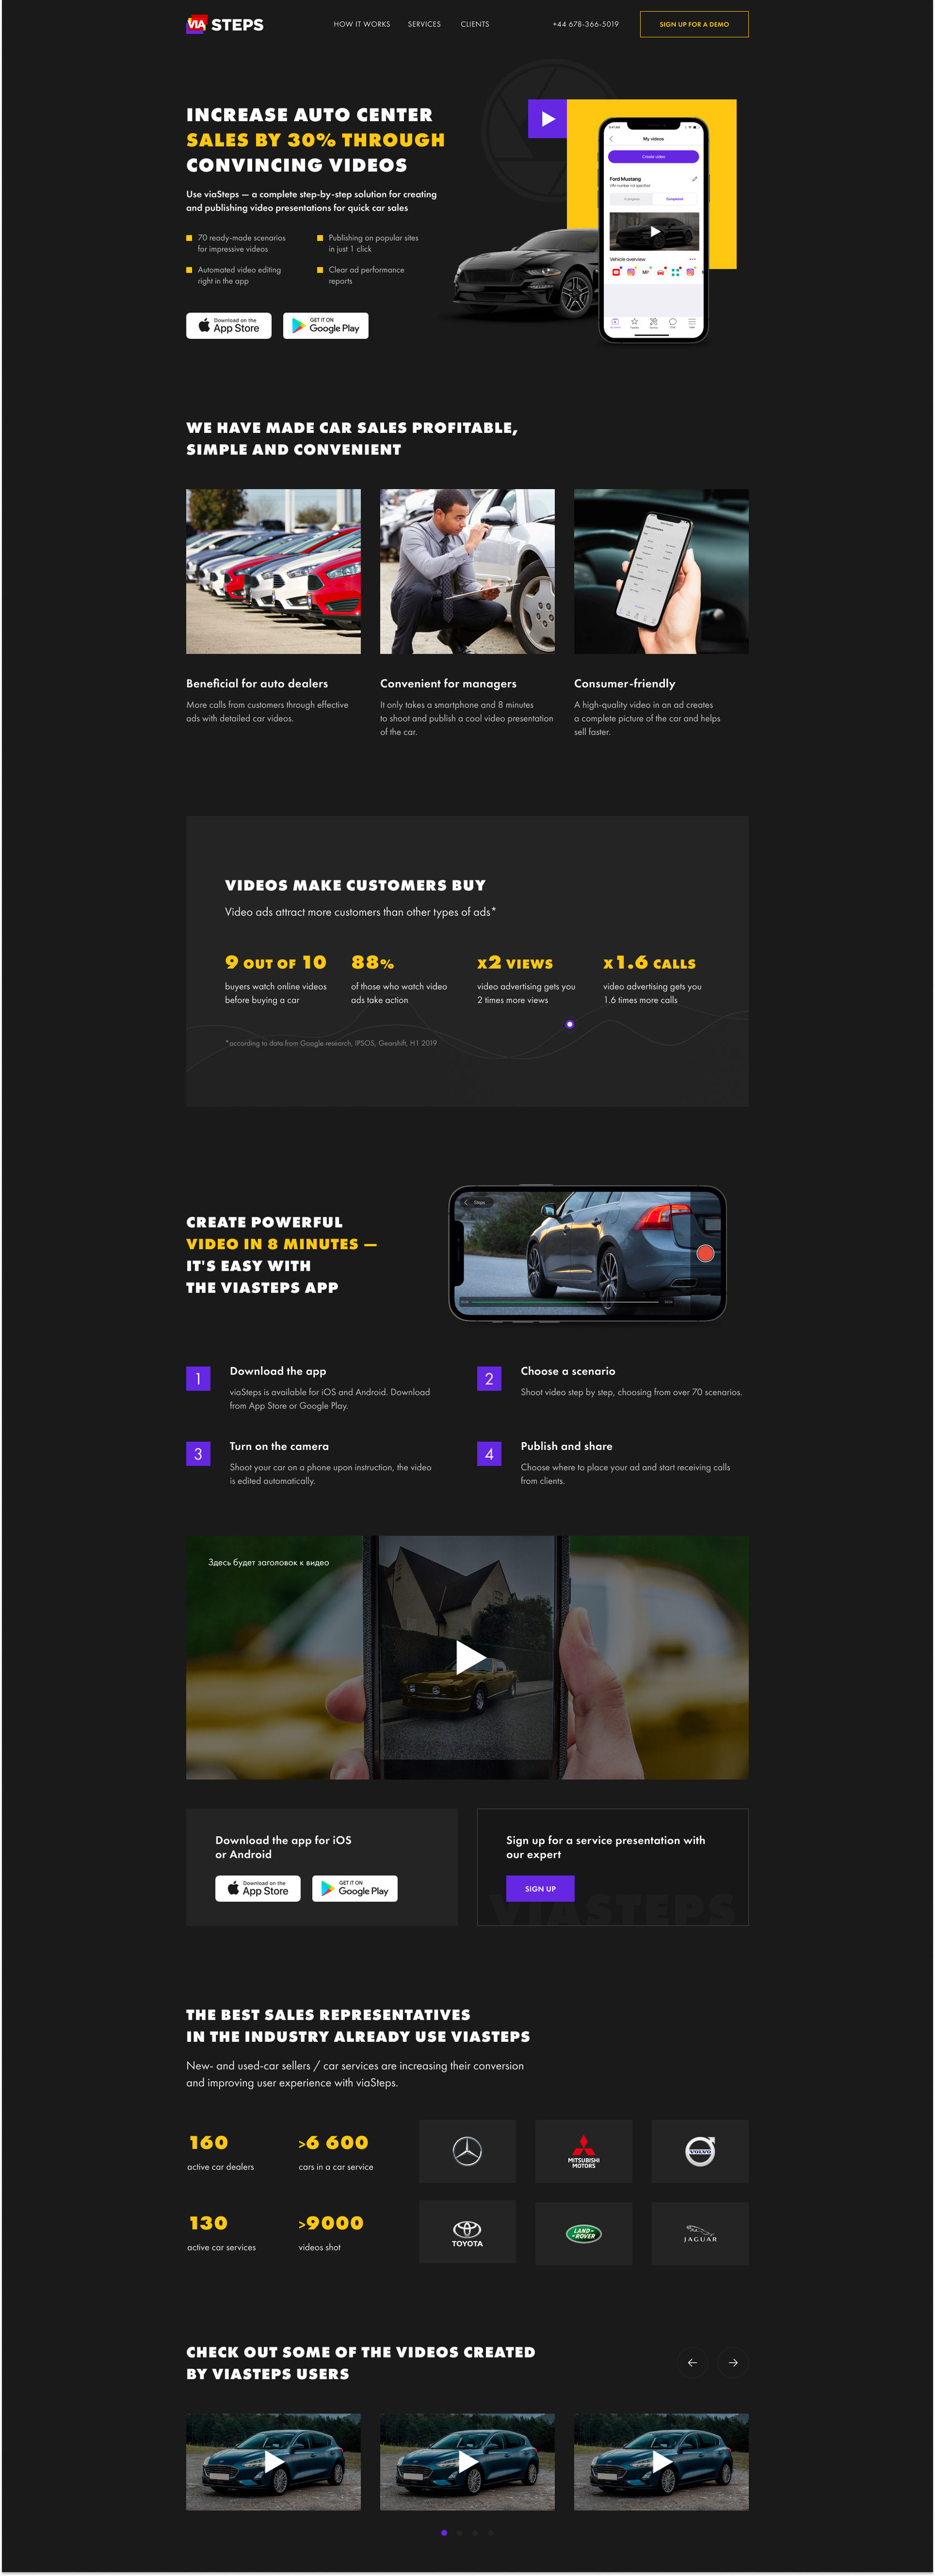 VIA STEPS
HOW IT WORKS
SERVICES
CLIENTS
+44 678-366-5019
SIGN UP FOR A DEMO
INCREASE AUTO CENTER
SALES BY 30% THROUGH
CONVINCING VIDEOS
Use viaSteps — a complete step-by-step solution for creating
and publishing video presentations for quick car sales
70 ready-made scenarios
for impressive videos
Publishing on popular sites
in just 1 click
Automated video editing
right in the app
Clear ad performance
reports
Download on the
App Store
GET IT ON
Google Play
My videos
Create video
Ford Mustang
VIN number not specified
Completed
Vehicle overview
WE HAVE MADE CAR SALES PROFITABLE,
SIMPLE AND CONVENIENT
Beneficial for auto dealers
More calls from customers through effective
ads with detailed car videos.
Convenient for managers
It only takes a smartphone and 8 minutes
to shoot and publish a cool video presentation
of the car.
Consumer-friendly
A high-quality video in an ad creates
a complete picture of the car and helps
sell faster.
VIDEOS MAKE CUSTOMERS BUY
Video ads attract more customers than other types of ads*
9 OUT OF 10
buyers watch online videos
before buying a car
88%
of those who watch video
ads take action
X2 VIEWS
video advertising gets you
2 times more views
X1.6 CALLS
video advertising gets you
1.6 times more calls
*according to data from Google research, IPSOS, Gearshift, H1 2019
CREATE POWERFUL
VIDEO IN 8 MINUTES —
IT'S EASY WITH
THE VIASTEPS APP
Steps
1
Download the app
viaSteps is available for iOS and Android. Download
from App Store or Google Play.
2
Choose a scenario
Shoot video step by step, choosing from over 70 scenarios.
3
Turn on the camera
Shoot your car on a phone upon instruction, the video
is edited automatically.
4
Publish and share
Choose where to place your ad and start receiving calls
from clients.
Здесь будет заголовок к видео
Download the app for iOS
or Android
Download on the
App Store
GET IT ON
Google Play
Sign up for a service presentation with
our expert
SIGN UP
VIASTEPS
THE BEST SALES REPRESENTATIVES
IN THE INDUSTRY ALREADY USE VIASTEPS
New- and used-car sellers / car services are increasing their conversion
and improving user experience with viaSteps.
160
active car dealers
>6 600
cars in a car service
MITSUBISHI
MOTORS
VOLVO
130
active car services
>9000
videos shot
TOYOTA
LAND-
ROVER
JAGUAR
CHECK OUT SOME OF THE VIDEOS CREATED
BY VIASTEPS USERS